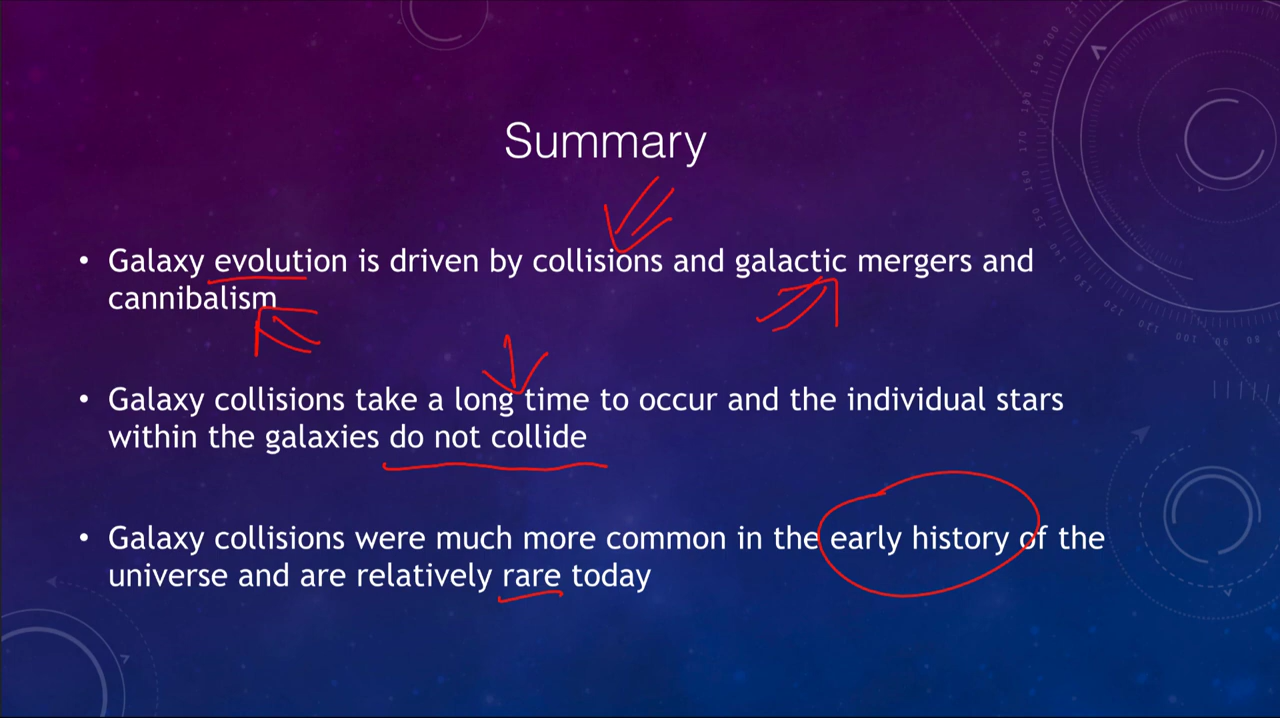 Summary
• Galaxy evolution is driven by collisions and galactic mergers and
cannibalism
• Galaxy collisions take a long time to occur and the individual stars
within the galaxies do not collide
• Galaxy collisions were much more common in the early history of the
universe and are relatively rare today